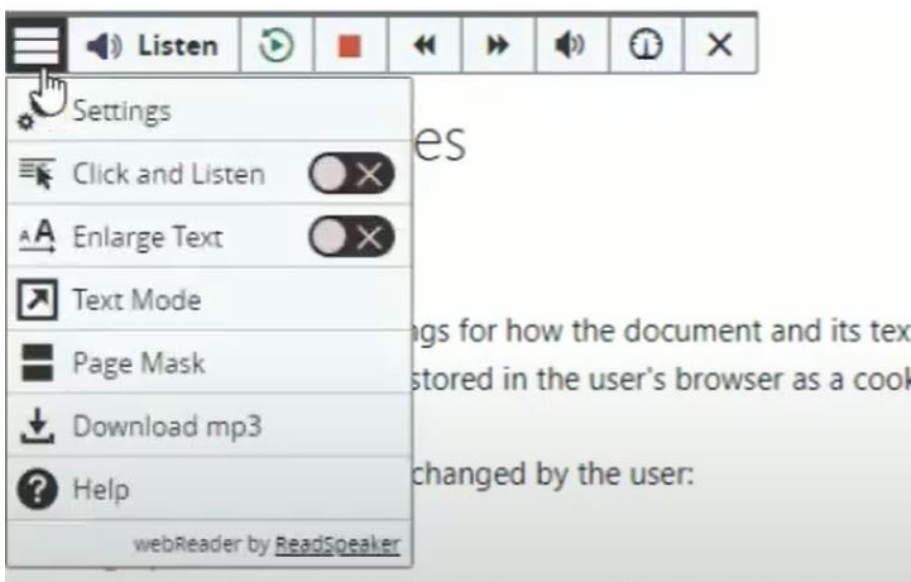 Listen
Settings
es
Click and Listen
Enlarge Text
Text Mode
ngs for how the document and its tex
Page Mask
stored in the user's browser as a cook
Download mp3
changed by the user:
Help
webReader by ReadSpeaker